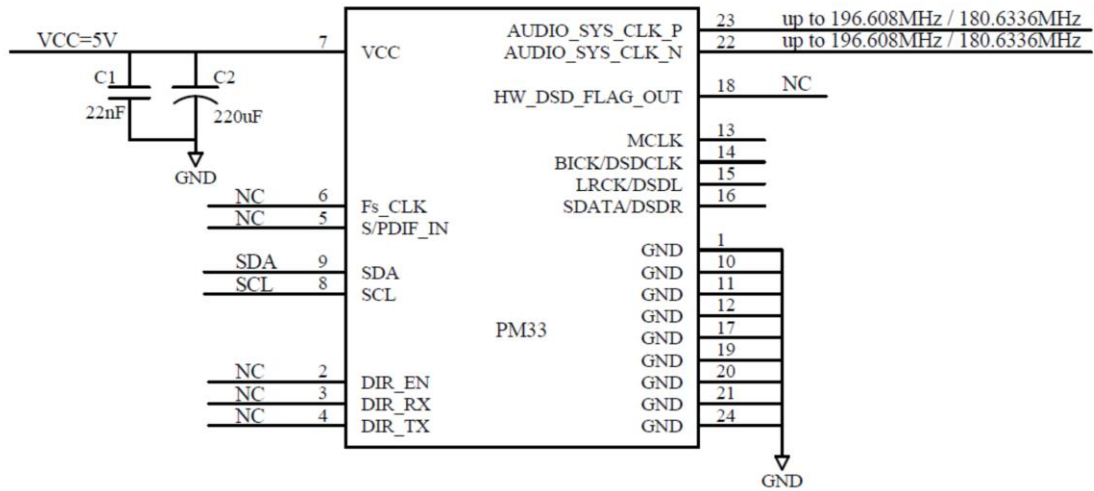 23 up to 196.608MHz / 180.6336MHz
AUDIO_SYS_CLK_P
VCC=5V 7 22 up to 196.608MHz / 180.6336MHz
VCC AUDIO_SYS_CLK_N
C1 C2 18 NC
HW_DSD_FLAG_OUT
22nF 220uF
13
MCLK
14
BICK/DSDCLK
GND 15
LRCK/DSDL
NC 6 16
Fs_CLK SDATA/DSDR
NC 5
S/PDIF_IN
1
GND
SDA 9 10
SDA GND
SCL 8 11
SCL GND
12
GND
PM33 17
GND
19
GND
NC 2 20
DIR_EN GND
NC 3 21
DIR_RX GND
NC 4 24
DIR_TX GND
GND